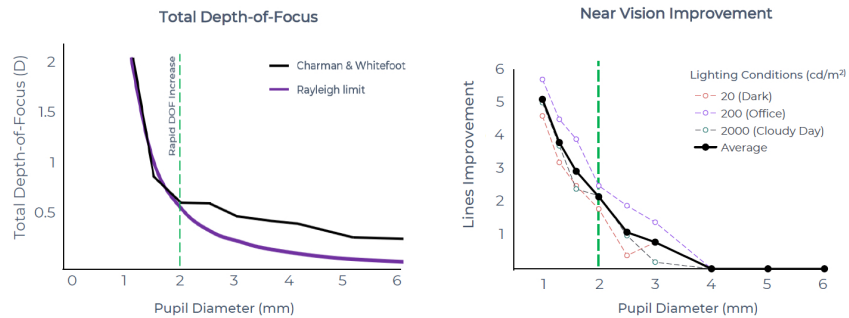 Total Depth-of-Focus
Total Depth-of-Focus (D)
2
1.5
1
0.5
Rapid DOF Increase
Charman & Whitefoot
Rayleigh limit
0 1 2 3 4 5 6
Pupil Diameter (mm)
Near Vision Improvement
Lines Improvement
6
5
4
3
2
1
Lighting Conditions (cd/m²)
20 (Dark)
200 (Office)
2000 (Cloudy Day)
Average
1 2 3 4 5 6
Pupil Diameter (mm)